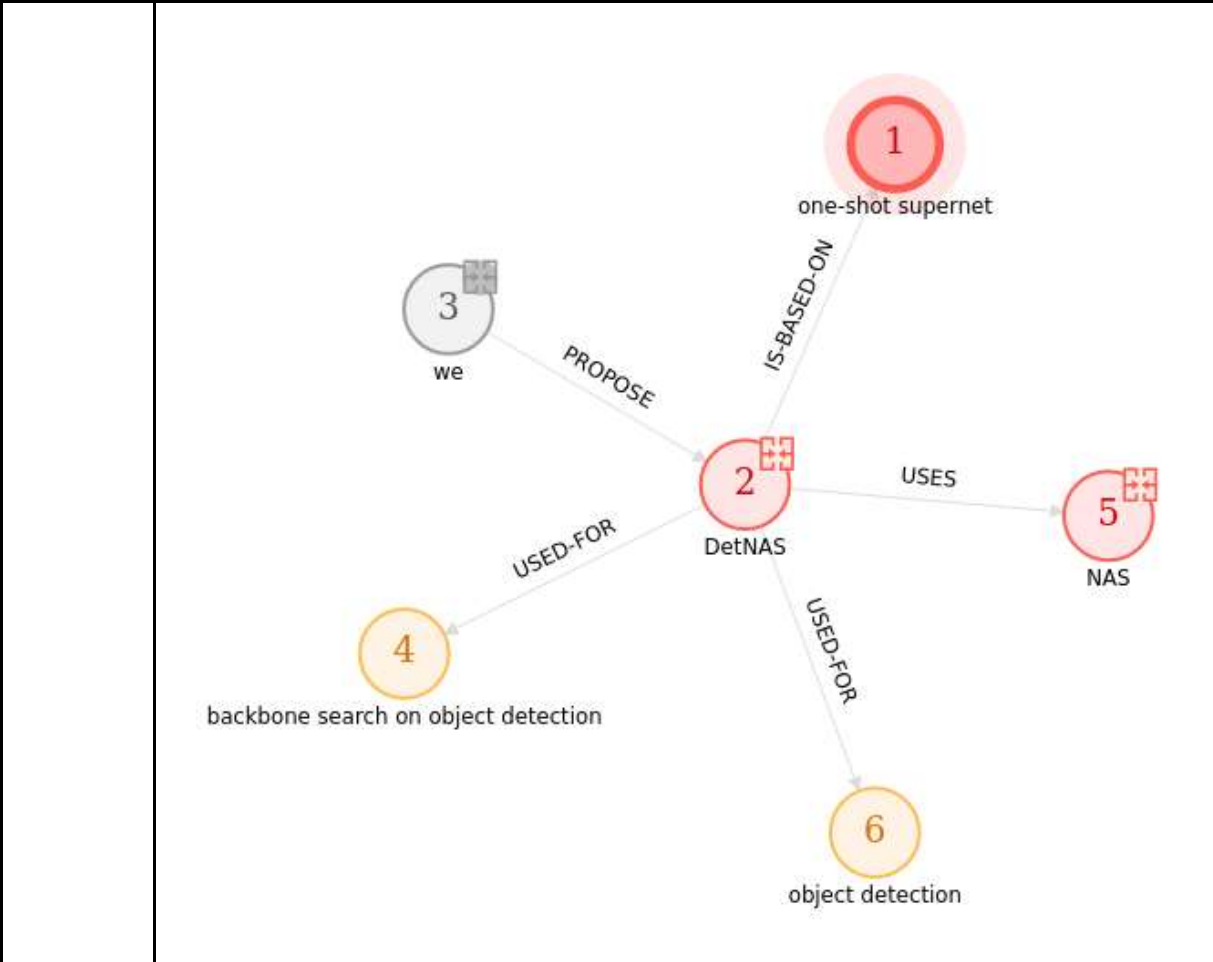 1
one-shot supernet
IS-BASED-ON
3
we
PROPOSE
2
DetNAS
USES
5
NAS
USED-FOR
4
backbone search on object detection
USED-FOR
6
object detection